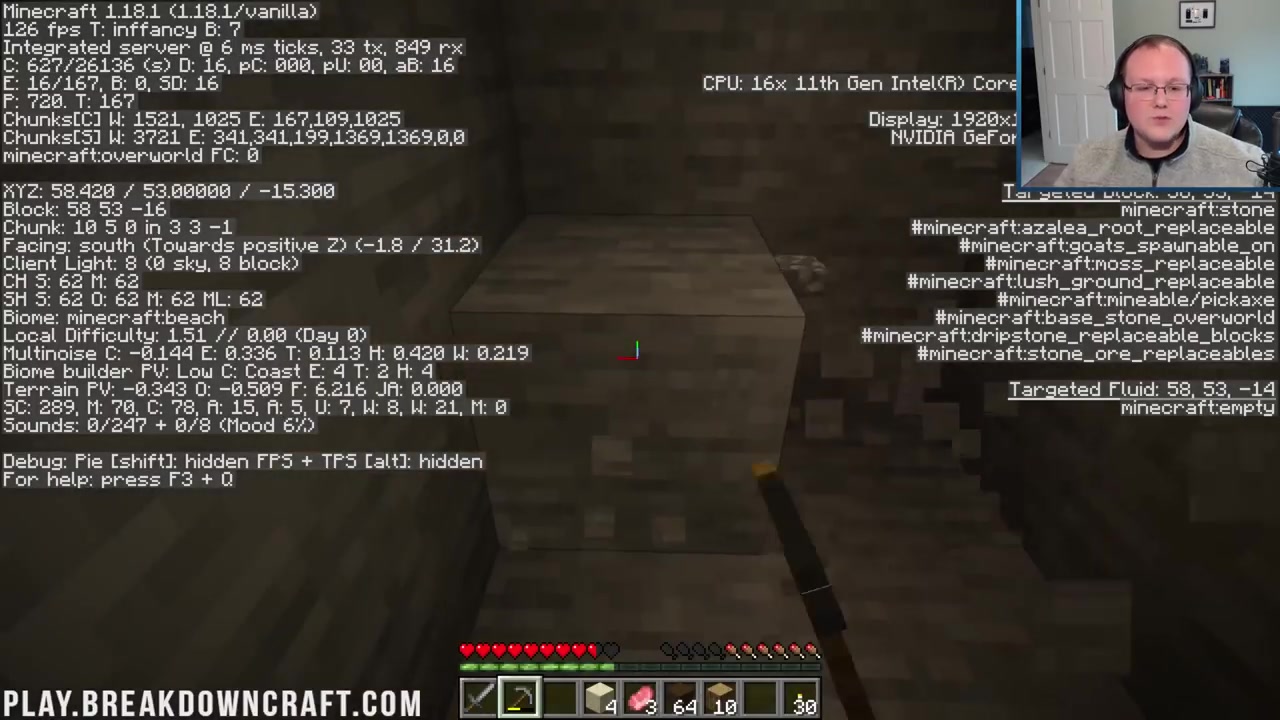 Minecraft 1.18.1 (1.18.1/vanilla)
126 fps T: inffancy B: 7
Integrated server @ 6 ms ticks, 33 tx, 849 rx
C: 627/26136 (s) D: 16, pC: 000, pU: 00, aB: 16
E: 16/167, B: 0, SD: 16
P: 720. T: 167
Chunks[C] W: 1521, 1025 E: 167,109,1025
Chunks[S] W: 3721 E: 341,341,199,1369,1369,0,0
minecraft:overworld FC: 0
XYZ: 58.420 / 53.00000 / -15.300
Block: 58 53 -16
Chunk: 10 5 0 in 3 3 -1
Facing: south (Towards positive Z) (-1.8 / 31.2)
Client Light: 8 (0 sky, 8 block)
CH S: 62 M: 62
SH S: 62 O: 62 M: 62 ML: 62
Biome: minecraft:beach
Local Difficulty: 1.51 // 0.00 (Day 0)
Multinoise C: -0.144 E: 0.336 T: 0.113 H: 0.420 W: 0.219
Biome builder PV: Low C: Coast E: 4 T: 2 H: 4
Terrain PV: -0.343 O: -0.509 F: 6.216 JA: 0.000
SC: 289, M: 70, C: 78, A: 15, A: 5, U: 7, W: 8, W: 21, M: 0
Sounds: 0/247 + 0/8 (Mood 6%)
Debug: Pie [shift]: hidden FPS + TPS [alt]: hidden
For help: press F3 + Q
CPU: 16x 11th Gen Intel(R) Core
Display: 1920x
NVIDIA GeFor
Targeted Block: 58, 53, -14
minecraft:stone
#minecraft:azalea_root_replaceable
#minecraft:goats_spawnable_on
#minecraft:moss_replaceable
#minecraft:lush_ground_replaceable
#minecraft:mineable/pickaxe
#minecraft:base_stone_overworld
#minecraft:dripstone_replaceable_blocks
#minecraft:stone_ore_replaceables
Targeted Fluid: 58, 53, -14
minecraft:empty
4 3 64 10 30
PLAY.BREAKDOWNCRAFT.COM